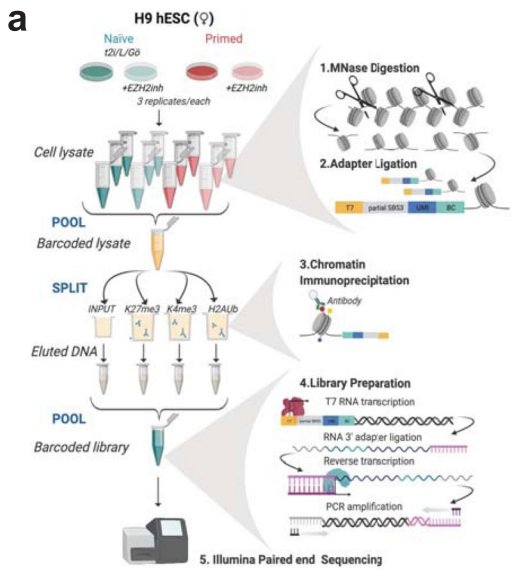 a
H9 hESC (♀)
Naïve
Primed
t2i/L/Gö
+EZH2inh
+EZH2inh
3 replicates/each
Cell lysate
1.MNase Digestion
2.Adapter Ligation
T7
partial SBS3
UMI
BC
POOL
Barcoded lysate
SPLIT
INPUT
K27me3
K4me3
H2AUb
3.Chromatin
Immunoprecipitation
Antibody
Eluted DNA
POOL
Barcoded library
4.Library Preparation
T7 RNA transcription
RNA 3' adapter ligation
Reverse transcription
PCR amplification
5. Illumina Paired end Sequencing